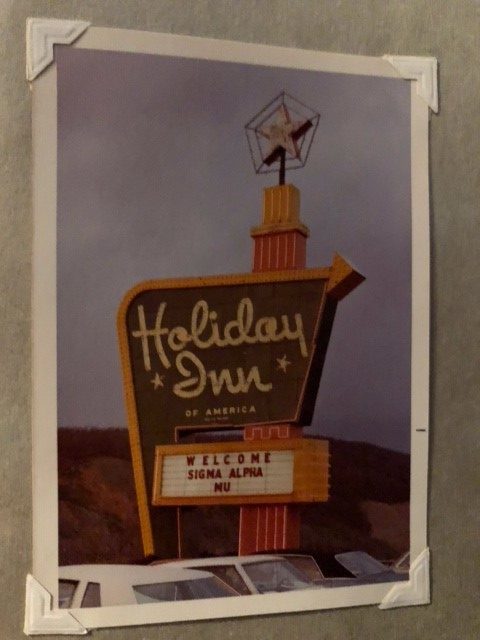 Holiday
Inn
OF AMERICA
WELCOME
SIGMA ALPHA
MU